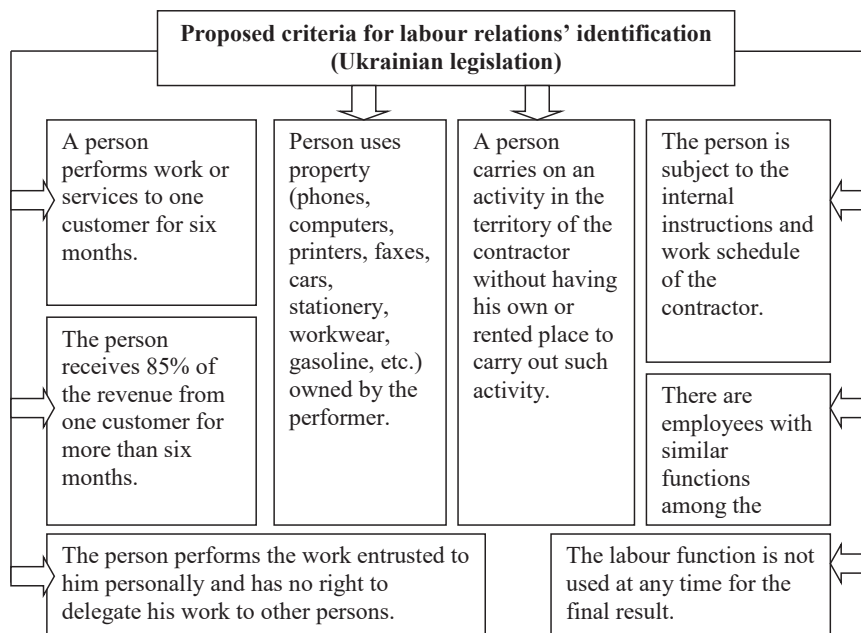 Proposed criteria for labour relations’ identification
(Ukrainian legislation)
A person
performs work or
services to one
customer for six
months.
Person uses
property
(phones,
computers,
printers, faxes,
cars,
stationery,
workwear,
gasoline, etc.)
owned by the
performer.
A person
carries on an
activity in the
territory of the
contractor
without having
his own or
rented place to
carry out such
activity.
The person is
subject to the
internal
instructions and
work schedule
of the
contractor.
The person
receives 85% of
the revenue from
one customer for
more than six
months.
There are
employees with
similar
functions
among the
The person performs the work entrusted to
him personally and has no right to
delegate his work to other persons.
The labour function is not
used at any time for the
final result.